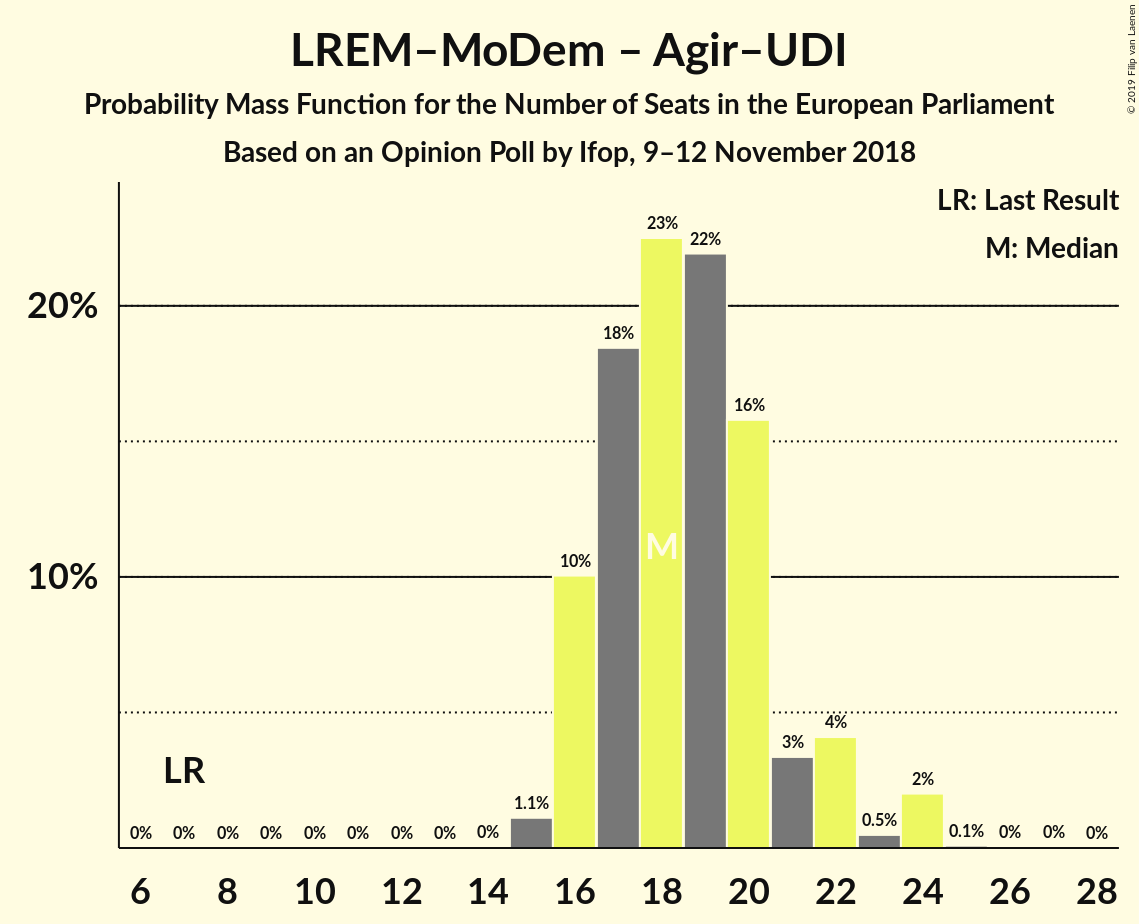 LREM–MoDem – Agir–UDI
Probability Mass Function for the Number of Seats in the European Parliament
Based on an Opinion Poll by Ifop, 9–12 November 2018
© 2019 Filip van Laenen
LR: Last Result
M: Median
23%
22%
20%
18%
16%
M
10%
10%
4%
3%
LR
2%
1.1%
0.5%
0% 0% 0% 0% 0% 0% 0% 0% 0% 0.1% 0% 0% 0%
6 8 10 12 14 16 18 20 22 24 26 28